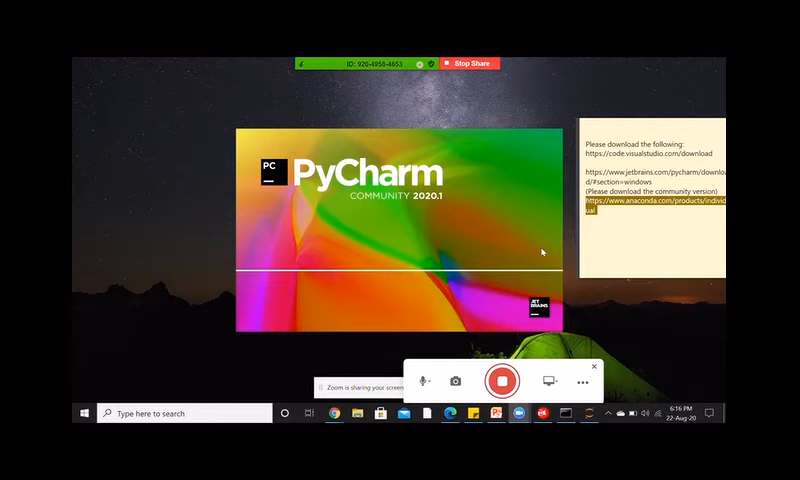 ID: 920-4958-4653
Stop Share
PC
PyCharm
COMMUNITY 2020.1
JET
BRAINS
Please download the following:
https://code.visualstudio.com/download
https://www.jetbrains.com/pycharm/downloa
d/#section=windows
(Please download the community version)
https://www.anaconda.com/products/individ
ual
Zoom is sharing your screen
Type here to search
6:16 PM
22-Aug-20